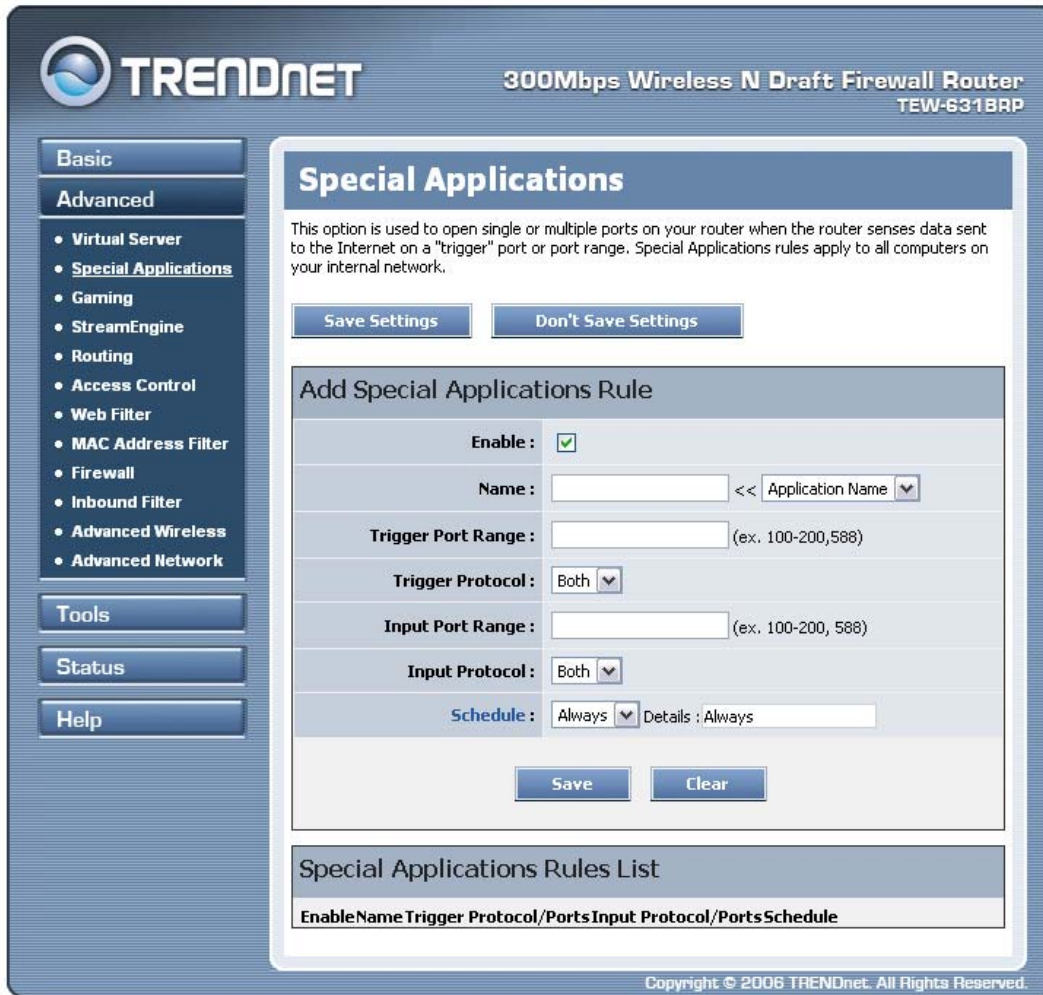 TRENDNET
300Mbps Wireless N Draft Firewall Router
TEW-631BRP
Basic
Advanced
• Virtual Server
• Special Applications
• Gaming
• StreamEngine
• Routing
• Access Control
• Web Filter
• MAC Address Filter
• Firewall
• Inbound Filter
• Advanced Wireless
• Advanced Network
Tools
Status
Help
Special Applications
This option is used to open single or multiple ports on your router when the router senses data sent
to the Internet on a "trigger" port or port range. Special Applications rules apply to all computers on
your internal network.
Save Settings Don't Save Settings
Add Special Applications Rule
Enable :
Name : << Application Name
Trigger Port Range : (ex. 100-200,588)
Trigger Protocol : Both
Input Port Range : (ex. 100-200, 588)
Input Protocol : Both
Schedule : Always Details : Always
Save Clear
Special Applications Rules List
EnableNameTrigger Protocol/PortsInput Protocol/PortsSchedule
Copyright © 2006 TRENDnet. All Rights Reserved.